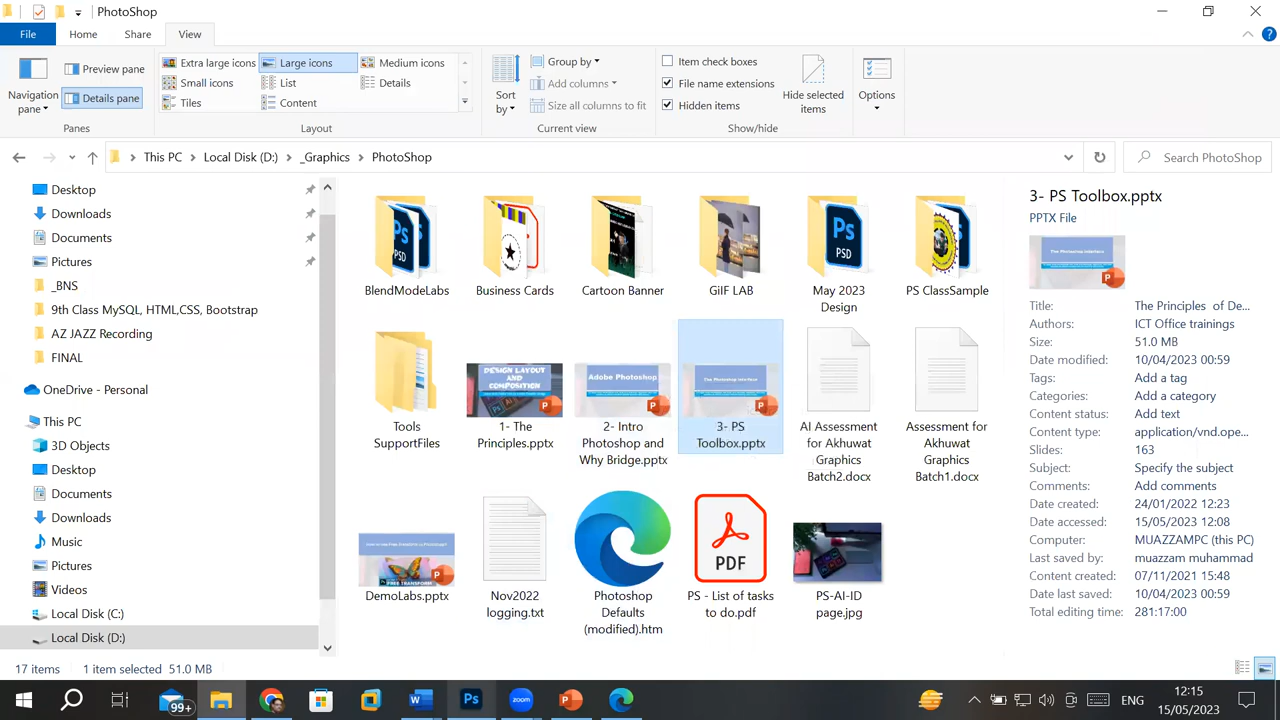 PhotoShop
File Home Share View
Navigation pane
Preview pane
Details pane
Panes
Extra large icons Large icons Medium icons
Small icons List Details
Tiles Content
Layout
Sort by
Group by
Add columns
Size all columns to fit
Current view
Item check boxes
File name extensions
Hidden items
Hide selected items
Show/hide
Options
This PC Local Disk (D:) _Graphics PhotoShop
Search PhotoShop
Desktop
Downloads
Documents
Pictures
_BNS
9th Class MySQL, HTML,CSS, Bootstrap
AZ JAZZ Recording
FINAL
OneDrive - Personal
This PC
3D Objects
Desktop
Documents
Downloads
Music
Pictures
Videos
Local Disk (C:)
Local Disk (D:)
BlendModeLabs
Business Cards
Cartoon Banner
GiIF LAB
May 2023 Design
PS ClassSample
Tools SupportFiles
1- The Principles.pptx
2- Intro Photoshop and Why Bridge.pptx
3- PS Toolbox.pptx
AI Assessment for Akhuwat Graphics Batch2.docx
Assessment for Akhuwat Graphics Batch1.docx
DemoLabs.pptx
Nov2022 logging.txt
Photoshop Defaults (modified).htm
PS - List of tasks to do.pdf
PS-AI-ID page.jpg
Ps
PSD
Ps
PSD
DESIGN LAYOUT AND COMPOSITION
Adobe Photoshop
The Photoshop Interface
PDF
FREE TRANSFORM
3- PS Toolbox.pptx
PPTX File
The Photoshop Interface
Title: The Principles of De...
Authors: ICT Office trainings
Size: 51.0 MB
Date modified: 10/04/2023 00:59
Tags: Add a tag
Categories: Add a category
Content status: Add text
Content type: application/vnd.ope...
Slides: 163
Subject: Specify the subject
Comments: Add comments
Date created: 24/01/2022 12:23
Date accessed: 15/05/2023 12:08
Computer: MUAZZAMPC (this PC)
Last saved by: muazzam muhammad
Content created: 07/11/2021 15:48
Date last saved: 10/04/2023 00:59
Total editing time: 281:17:00
17 items 1 item selected 51.0 MB
99+
Ps
zoom
ENG
12:15
15/05/2023